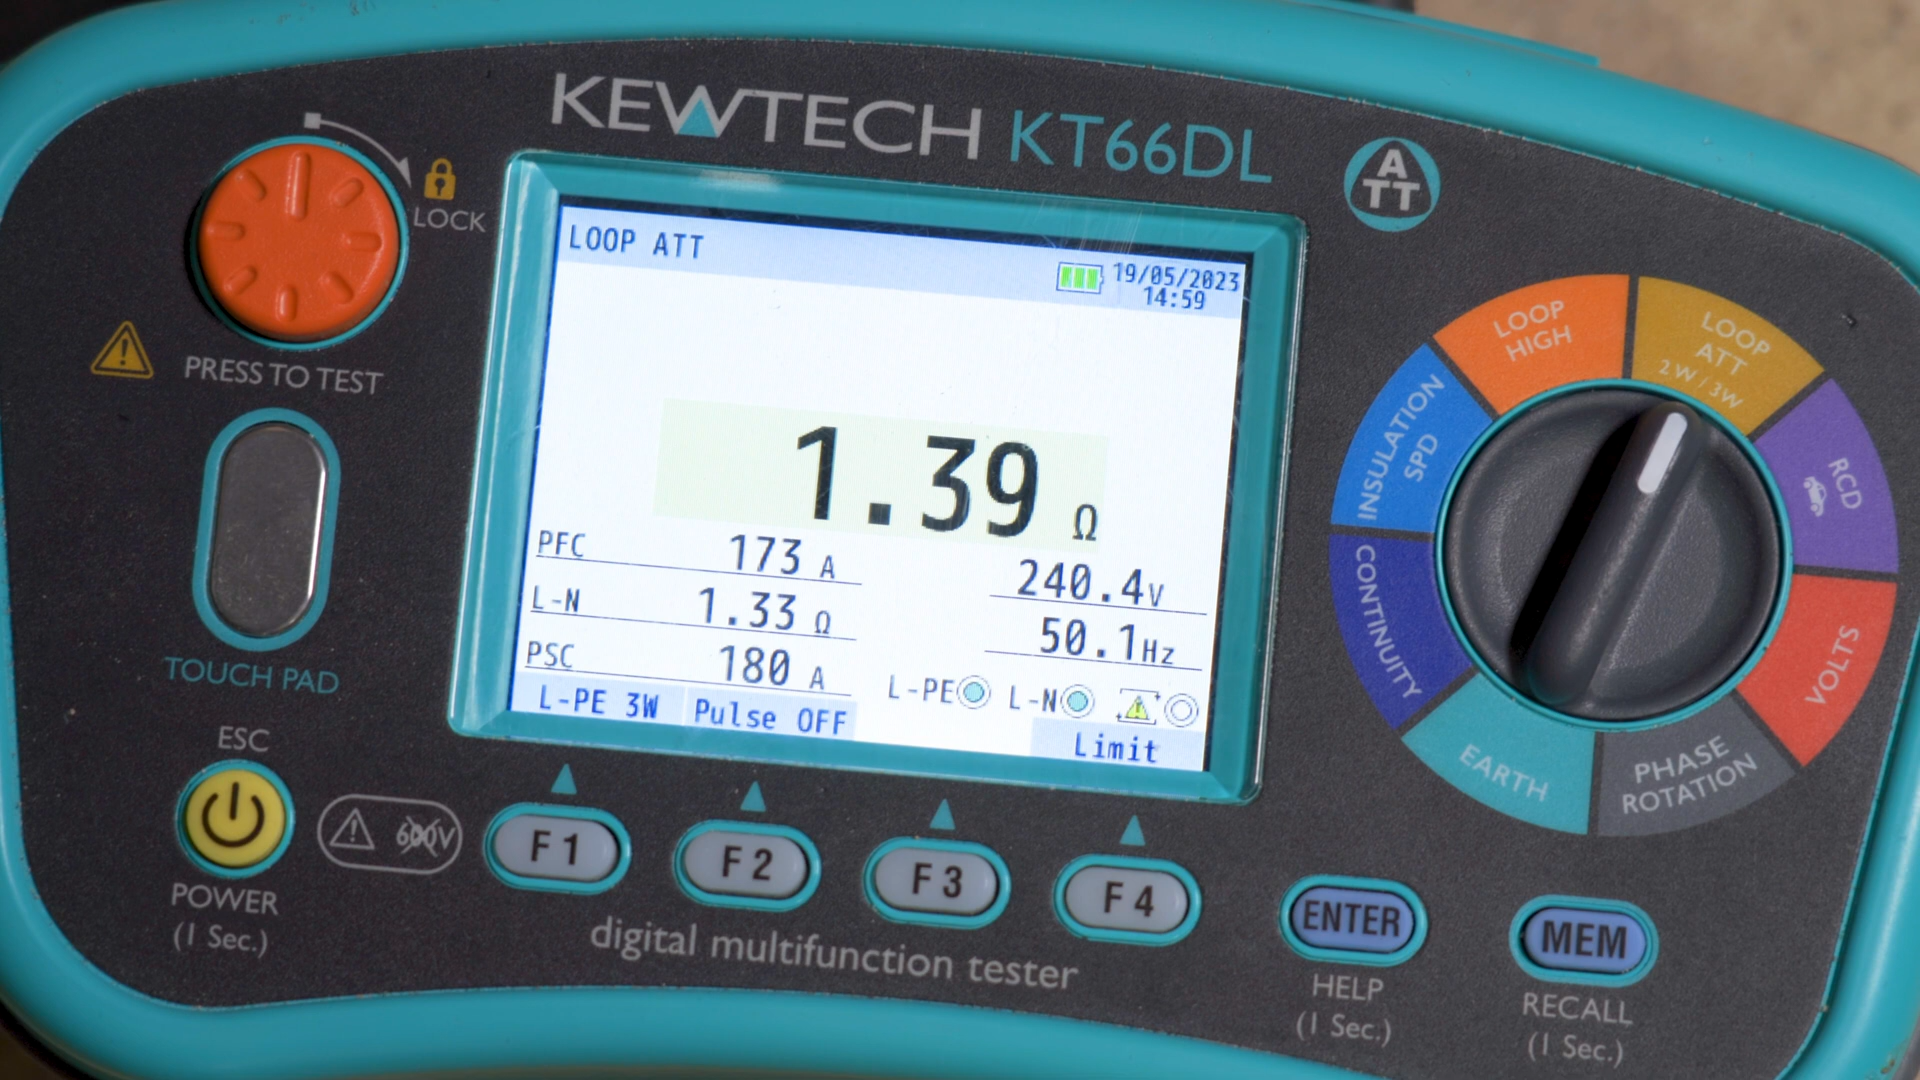 KEWTECH KT66DL
ATT
LOCK
PRESS TO TEST
TOUCH PAD
ESC
POWER
(1 Sec.)
600V
LOOP ATT
19/05/2023
14:59
1.39 Ω
PFC 173 A
240.4V
L-N 1.33 Ω
50.1Hz
PSC 180 A
L-PE L-N
L-PE 3W Pulse OFF Limit
F1 F2 F3 F4
ENTER
HELP
(1 Sec.)
MEM
RECALL
(1 Sec.)
digital multifunction tester
CONTINUITY
INSULATION
SPD
LOOP
HIGH
LOOP
ATT
2W/3W
RCD
VOLTS
PHASE
ROTATION
EARTH